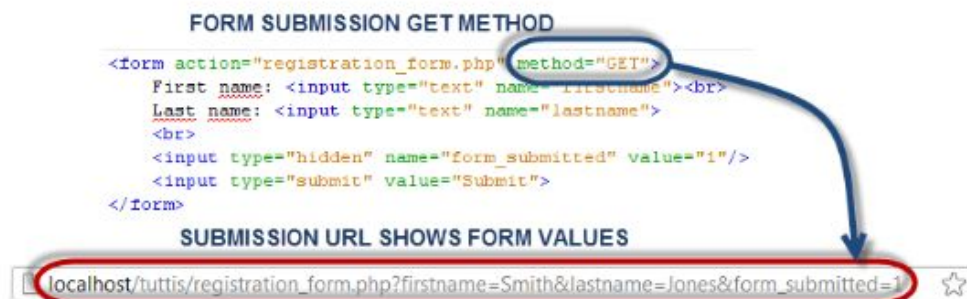 FORM SUBMISSION GET METHOD
<form action="registration_form.php" method="GET">
First name: <input type="text" name="firstname"><br>
Last name: <input type="text" name="lastname">
<br>
<input type="hidden" name="form_submitted" value="1"/>
<input type="submit" value="Submit">
</form>
SUBMISSION URL SHOWS FORM VALUES
localhost/tuttis/registration_form.php?firstname=Smith&lastname=Jones&form_submitted=1